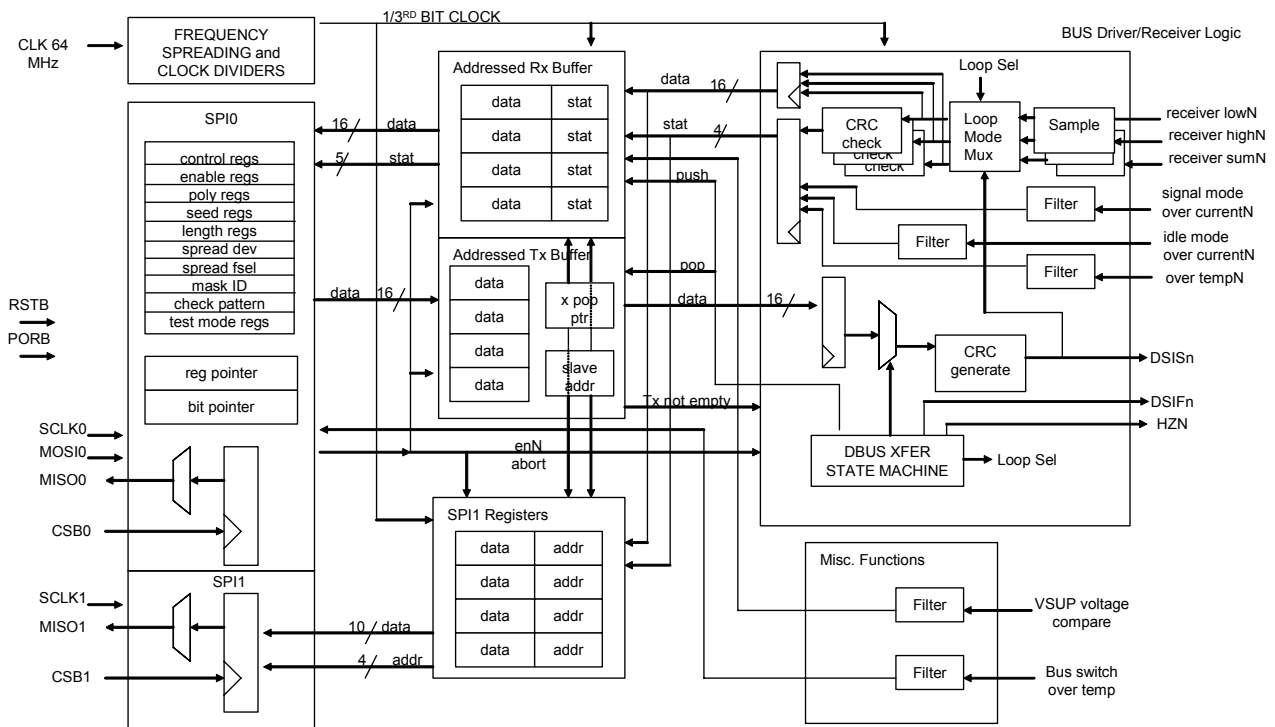 1/3RD BIT CLOCK
CLK 64
MHz
FREQUENCY
SPREADING and
CLOCK DIVIDERS
BUS Driver/Receiver Logic
Addressed Rx Buffer
data stat
data stat
data stat
data stat
data
16
stat
4
push
Loop Sel
Loop
Mode
Mux
Sample
CRC
check
check
check
receiver lowN
receiver highN
receiver sumN
Filter
signal mode
over currentN
Filter
idle mode
over currentN
Filter
over tempN
SPI0
16 data
5 stat
control regs
enable regs
poly regs
seed regs
length regs
spread dev
spread fsel
mask ID
check pattern
test mode regs
data 16
reg pointer
bit pointer
RSTB
PORB
SCLK0
MOSI0
MISO0
CSB0
Addressed Tx Buffer
data
data
data
data
x pop
ptr
slave
addr
pop
data 16
Tx not empty
CRC
generate
DSISn
DSIFn
HZN
DBUS XFER
STATE MACHINE
Loop Sel
enN
abort
SPI1 Registers
data addr
data addr
data addr
data addr
SPI1
SCLK1
MISO1
CSB1
10 data
4 addr
Misc. Functions
Filter
VSUP voltage
compare
Filter
Bus switch
over temp